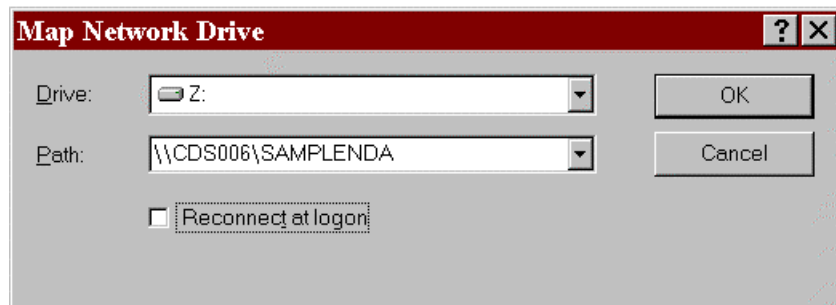 Map Network Drive ? X
Drive: Z: OK
Path: \\CDS006\SAMPLENDA Cancel
Reconnect at logon